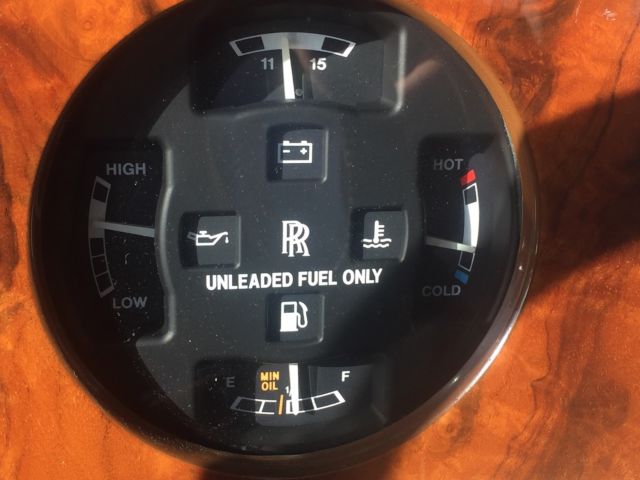 11 15
HIGH
HOT
RR
UNLEADED FUEL ONLY
LOW
COLD
E MIN F
OIL